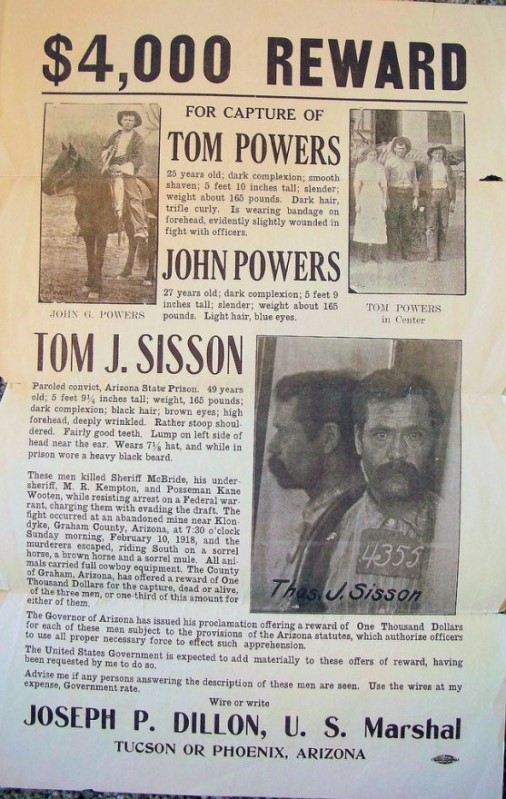 $4,000 REWARD
FOR CAPTURE OF
TOM POWERS
25 years old; dark complexion; smooth
shaven; 5 feet 10 inches tall; slender;
weight about 165 pounds. Dark hair,
trifle curly. Is wearing bandage on
forehead, evidently slightly wounded in
fight with officers.
JOHN POWERS
27 years old; dark complexion; 5 feet 9
inches tall; slender; weight about 165
pounds. Light hair, blue eyes.
JOHN G. POWERS
TOM POWERS
in Center
TOM J. SISSON
Paroled convict, Arizona State Prison. 49 years
old; 5 feet 9¼ inches tall; weight, 165 pounds;
dark complexion; black hair; brown eyes; high
forehead, deeply wrinkled. Rather stoop shoul-
dered. Fairly good teeth. Lump on left side of
head near the ear. Wears 7⅛ hat, and while in
prison wore a heavy black beard.
These men killed Sheriff McBride, his under-
sheriff, M. R. Kempton, and Posseman Kane
Wooten, while resisting arrest on a Federal war-
rant, charging them with evading the draft. The
fight occurred at an abandoned mine near Klon-
dyke, Graham County, Arizona, at 7:30 o'clock
Sunday morning, February 10, 1918, and the
murderers escaped, riding South on a sorrel
horse, a brown horse and a sorrel mule. All ani-
mals carried full cowboy equipment. The County
of Graham, Arizona, has offered a reward of One
Thousand Dollars for the capture, dead or alive,
of the three men, or one-third of this amount for
either of them.
4355
Thos. J. Sisson
The Governor of Arizona has issued his proclamation offering a reward of One Thousand Dollars
for each of these men subject to the provisions of the Arizona statutes, which authorize officers
to use all proper necessary force to effect such apprehension.
The United States Government is expected to add materially to these offers of reward, having
been requested by me to do so.
Advise me if any persons answering the description of these men are seen. Use the wires at my
expense, Government rate.
Wire or write
JOSEPH P. DILLON, U. S. Marshal
TUCSON OR PHOENIX, ARIZONA